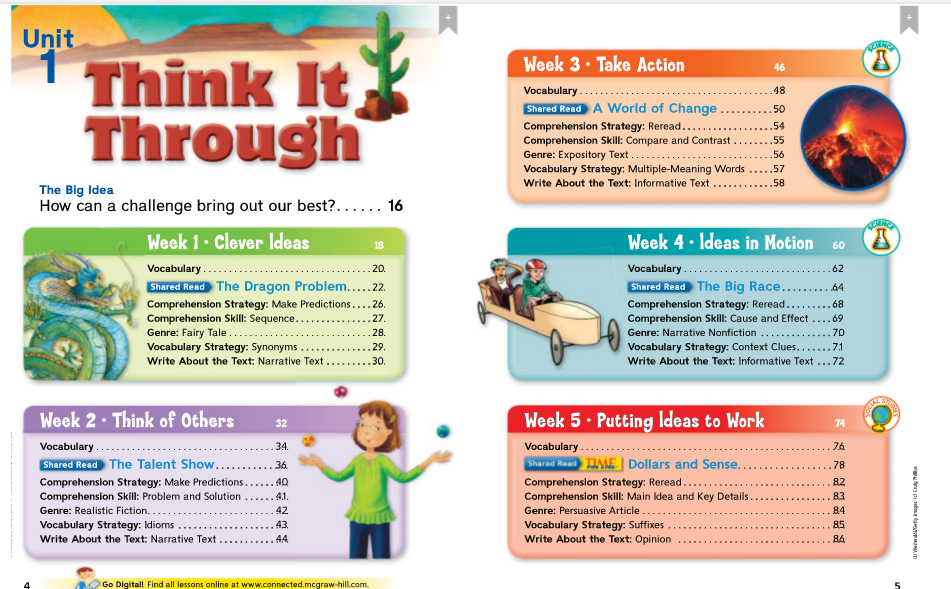 Unit
1
Think It
Through
The Big Idea
How can a challenge bring out our best?...... 16
Week 1 · Clever Ideas 18
Vocabulary ................................20
Shared Read The Dragon Problem.....22
Comprehension Strategy: Make Predictions....26
Comprehension Skill: Sequence...............27
Genre: Fairy Tale ...........................28
Vocabulary Strategy: Synonyms ..............29
Write About the Text: Narrative Text .........30
Week 2 · Think of Others 32
Vocabulary ..................................34
Shared Read The Talent Show...........36
Comprehension Strategy: Make Predictions.....40
Comprehension Skill: Problem and Solution ....41
Genre: Realistic Fiction........................42
Vocabulary Strategy: Idioms ..................43
Write About the Text: Narrative Text ..........44
4
Go Digital! Find all lessons online at www.connected.mcgraw-hill.com.
SCIENCE
Week 3 · Take Action 46
Vocabulary .....................................48
Shared Read A World of Change ..........50
Comprehension Strategy: Reread.................54
Comprehension Skill: Compare and Contrast ........55
Genre: Expository Text ...........................56
Vocabulary Strategy: Multiple-Meaning Words .....57
Write About the Text: Informative Text ...........58
SCIENCE
Week 4 · Ideas in Motion 60
Vocabulary ..............................62
Shared Read The Big Race..........64
Comprehension Strategy: Reread.........68
Comprehension Skill: Cause and Effect ....69
Genre: Narrative Nonfiction .............70
Vocabulary Strategy: Context Clues.......71
Write About the Text: Informative Text ...72
SOCIAL STUDIES
Week 5 · Putting Ideas to Work 74
Vocabulary ................................................76
Shared Read TIME FOR KIDS Dollars and Sense..................78
Comprehension Strategy: Reread............................82
Comprehension Skill: Main Idea and Key Details...............83
Genre: Persuasive Article ....................................84
Vocabulary Strategy: Suffixes ...............................85
Write About the Text: Opinion .............................86
5